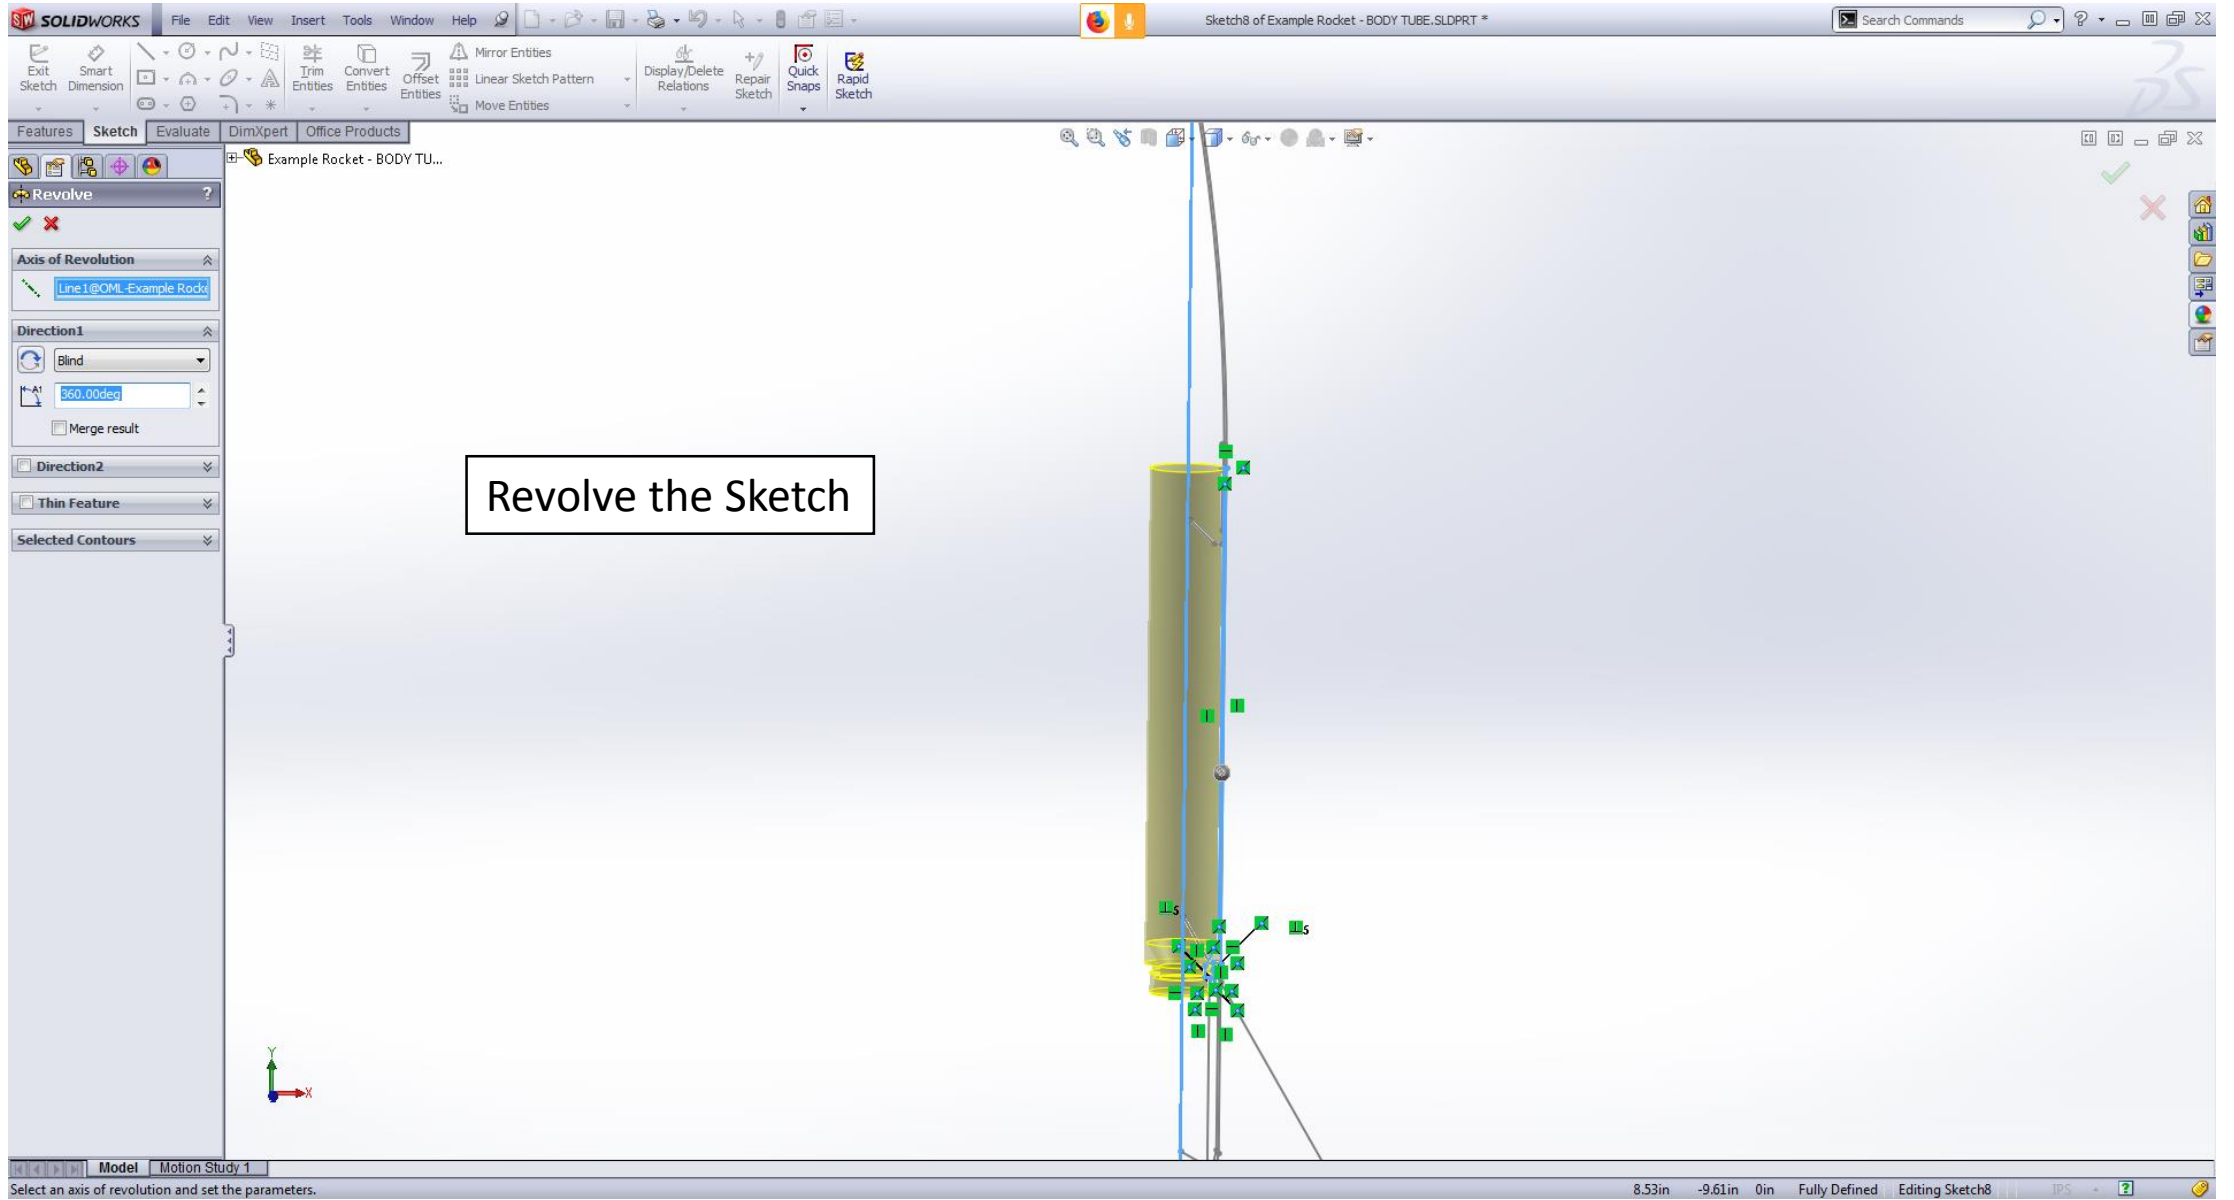 SOLIDWORKS File Edit View Insert Tools Window Help Sketch8 of Example Rocket - BODY TUBE.SLDPRT * Search Commands
Exit Sketch
Smart Dimension
Trim Entities
Convert Entities
Offset Entities
Mirror Entities
Linear Sketch Pattern
Move Entities
Display/Delete Relations
Repair Sketch
Quick Snaps
Rapid Sketch
Features Sketch Evaluate DimXpert Office Products
Example Rocket - BODY TU...
Revolve ?
Axis of Revolution
Line1@OML-Example Rocke
Direction1
Blind
A1
360.00deg
Merge result
Direction2
Thin Feature
Selected Contours
Revolve the Sketch
5
5
Y
X
Model Motion Study 1
Select an axis of revolution and set the parameters. 8.53in -9.61in 0in Fully Defined Editing Sketch8 IPS